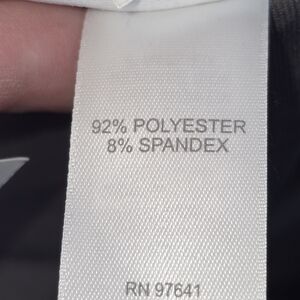 92% POLYESTER
8% SPANDEX
RN 97641